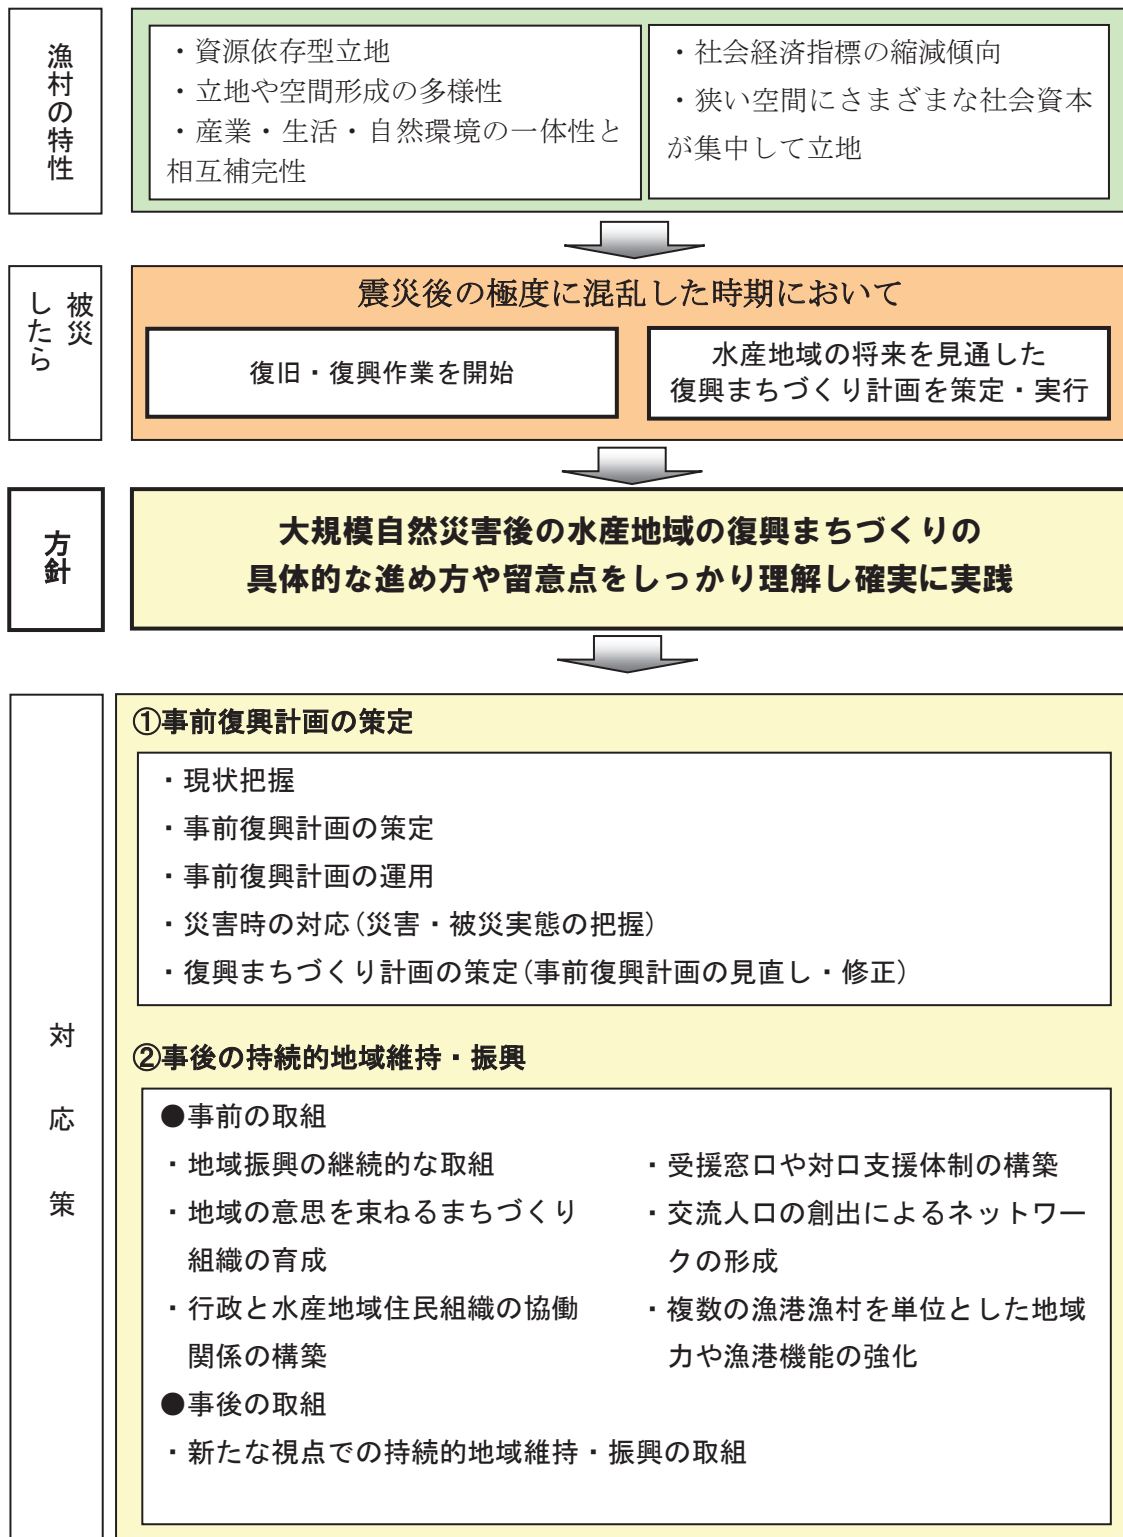 漁村の特性
・資源依存型立地
・立地や空間形成の多様性
・産業・生活・自然環境の一体性と
相互補完性
・社会経済指標の縮減傾向
・狭い空間にさまざまな社会資本
が集中して立地
被災
したら
震災後の極度に混乱した時期において
復旧・復興作業を開始
水産地域の将来を見通した
復興まちづくり計画を策定・実行
方針
大規模自然災害後の水産地域の復興まちづくりの
具体的な進め方や留意点をしっかり理解し確実に実践
対応策
①事前復興計画の策定
・現状把握
・事前復興計画の策定
・事前復興計画の運用
・災害時の対応(災害・被災実態の把握)
・復興まちづくり計画の策定(事前復興計画の見直し・修正)
②事後の持続的地域維持・振興
●事前の取組
・地域振興の継続的な取組
・地域の意思を束ねるまちづくり
組織の育成
・行政と水産地域住民組織の協働
関係の構築
・受援窓口や対口支援体制の構築
・交流人口の創出によるネットワー
クの形成
・複数の漁港漁村を単位とした地域
力や漁港機能の強化
●事後の取組
・新たな視点での持続的地域維持・振興の取組